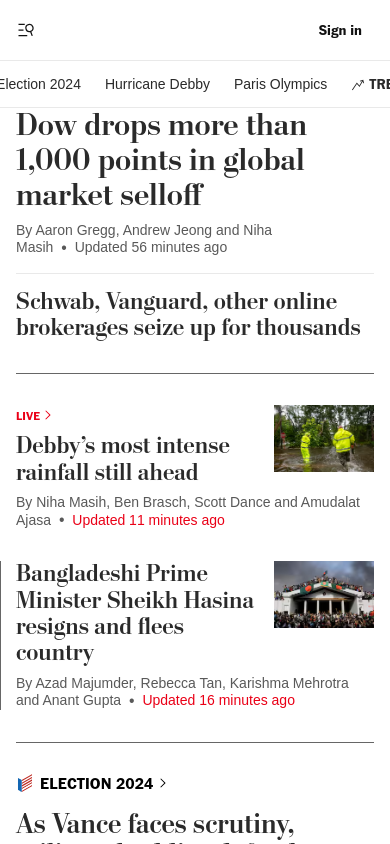 Sign in
Election 2024 Hurricane Debby Paris Olympics
Dow drops more than
1,000 points in global
market selloff
By Aaron Gregg, Andrew Jeong and Niha
Masih • Updated 56 minutes ago
Schwab, Vanguard, other online
brokerages seize up for thousands
LIVE
Debby’s most intense
rainfall still ahead
By Niha Masih, Ben Brasch, Scott Dance and Amudalat
Ajasa • Updated 11 minutes ago
Bangladeshi Prime
Minister Sheikh Hasina
resigns and flees
country
By Azad Majumder, Rebecca Tan, Karishma Mehrotra
and Anant Gupta • Updated 16 minutes ago
ELECTION 2024
As Vance faces scrutiny,